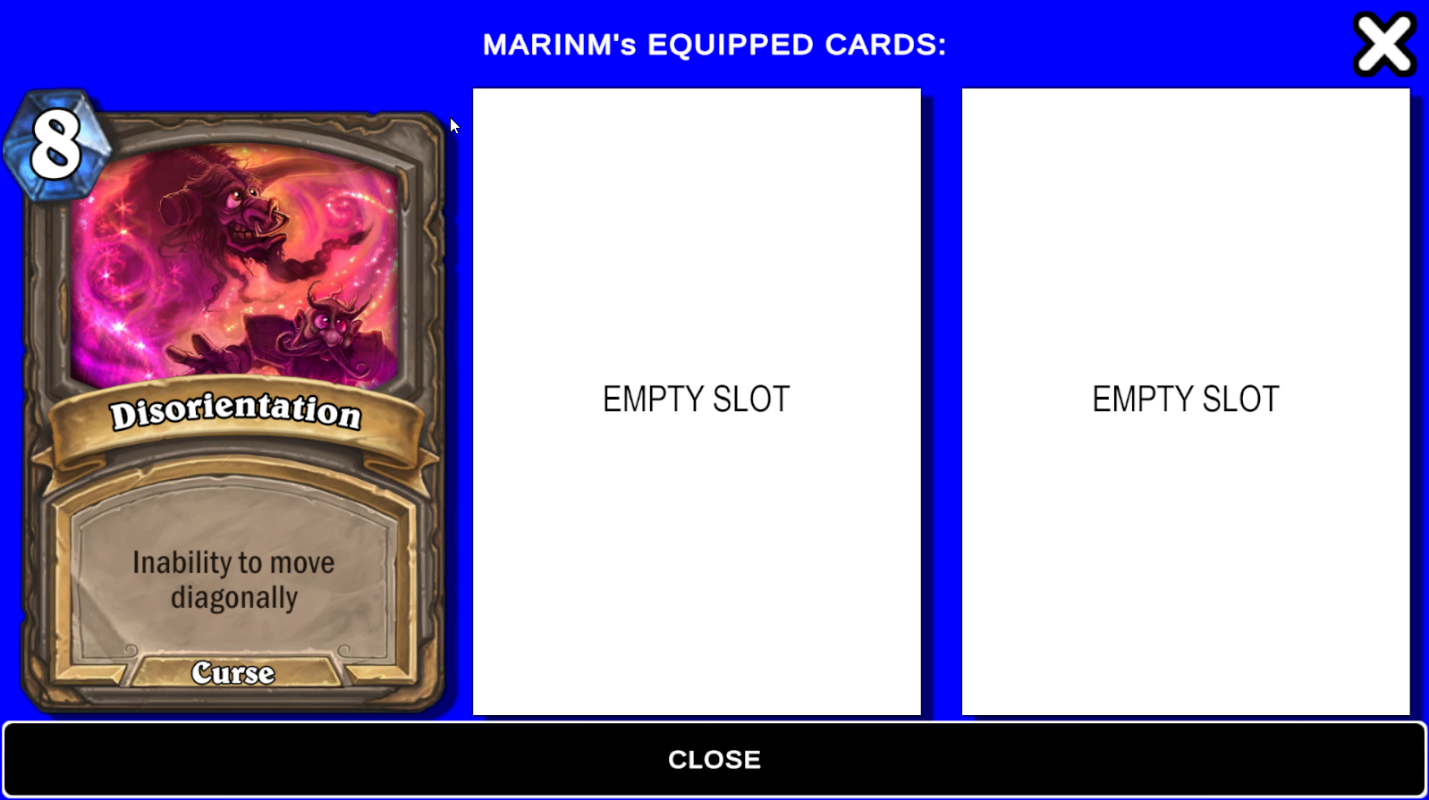 MARINM's EQUIPPED CARDS:
8
Disorientation
Inability to move
diagonally
Curse
EMPTY SLOT
EMPTY SLOT
CLOSE